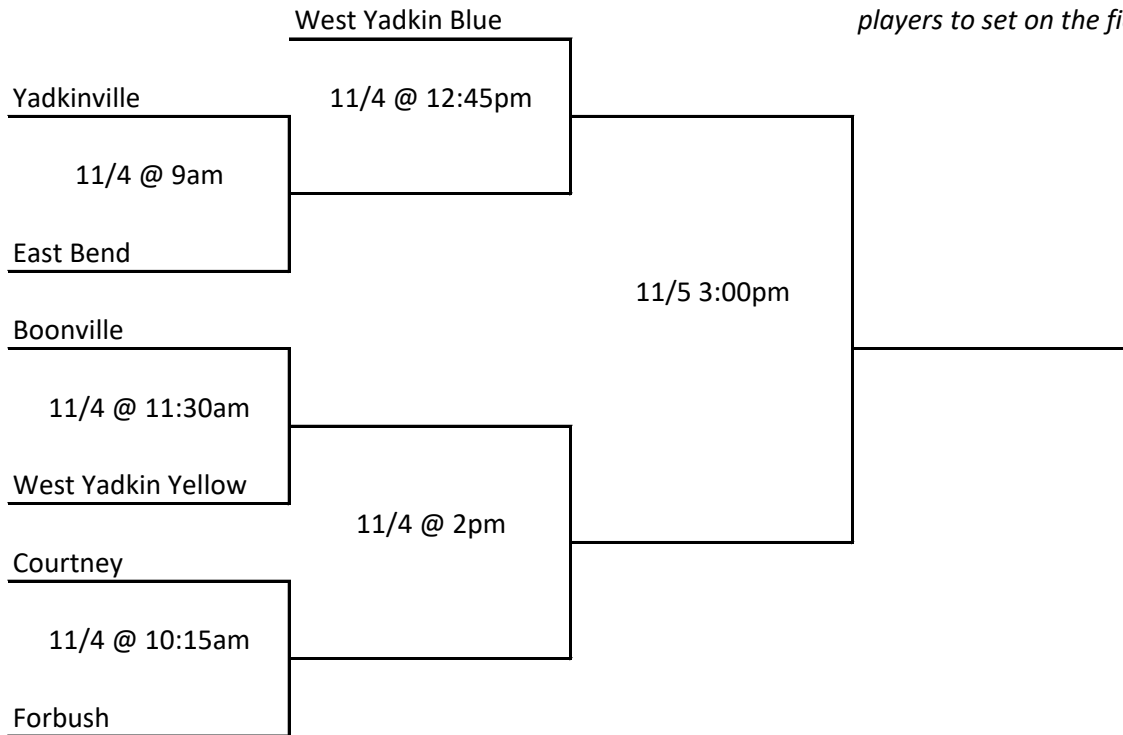 West Yadkin Blue
players to set on the
Yadkinville
11/4 @ 12:45pm
11/4 @ 9am
East Bend
11/5 3:00pm
Boonville
11/4 @ 11:30am
West Yadkin Yellow
11/4 @ 2pm
Courtney
11/4 @ 10:15am
Forbush